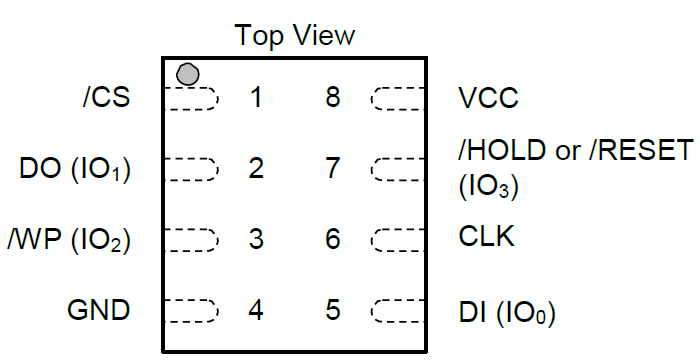 Top View
/CS 1 8 VCC
DO (IO₁) 2 7 /HOLD or /RESET
(IO₃)
/WP (IO₂) 3 6 CLK
GND 4 5 DI (IO₀)